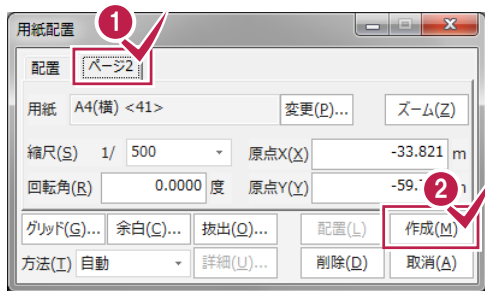 用紙配置
1
配置 ページ2
用紙 A4(横) <41> 変更(P)... ズーム(Z)
縮尺(S) 1/ 500 原点X(X) -33.821 m
回転角(R) 0.0000 度 原点Y(Y) -59.
2
グリッド(G)... 余白(C)... 抜出(O)... 配置(L) 作成(M)
方法(T) 自動 詳細(U)... 削除(D) 取消(A)